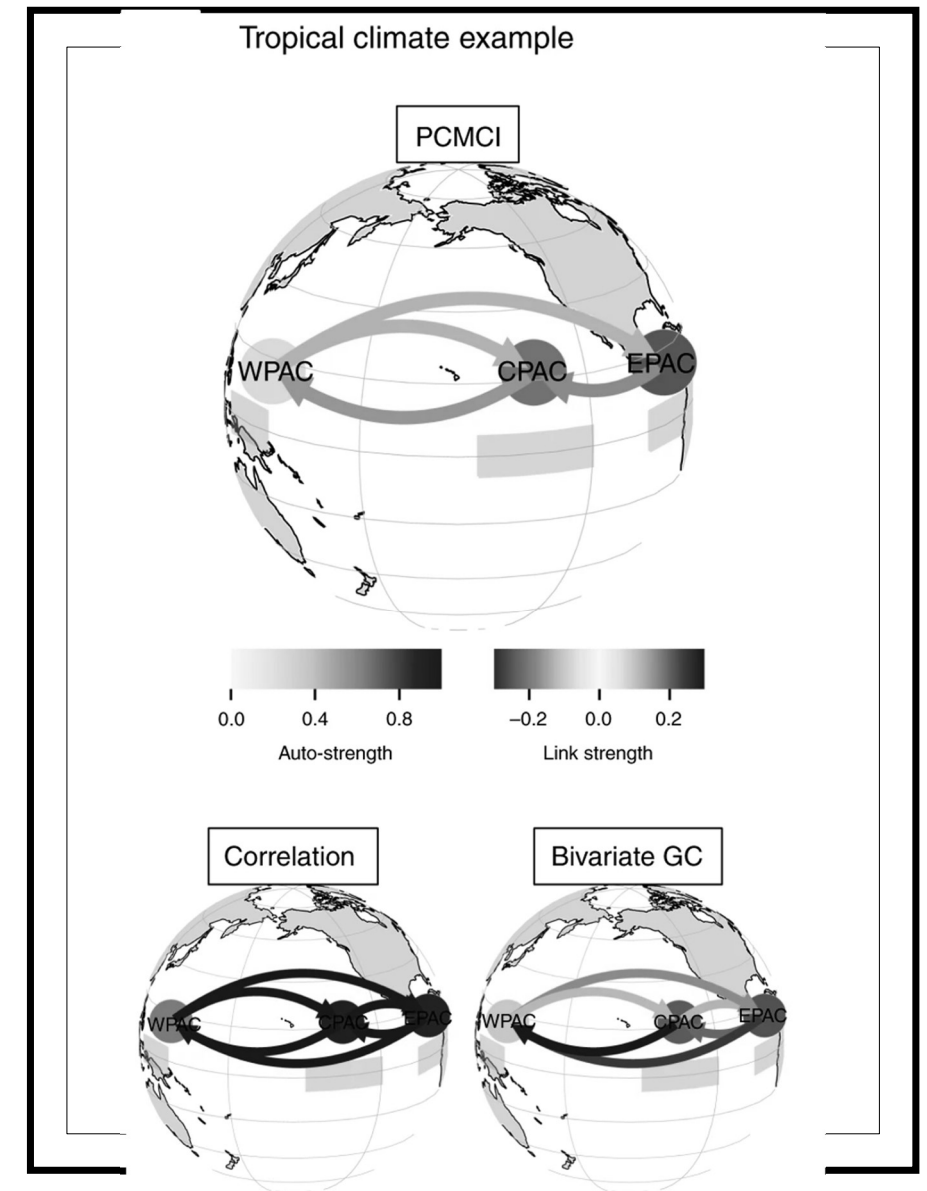 Tropical climate example
PCMCI
WPAC
CPAC
EPAC
0.0 0.4 0.8
Auto-strength
−0.2 0.0 0.2
Link strength
Correlation
WPAC
CPAC
EPAC
Bivariate GC
WPAC
CPAC
EPAC